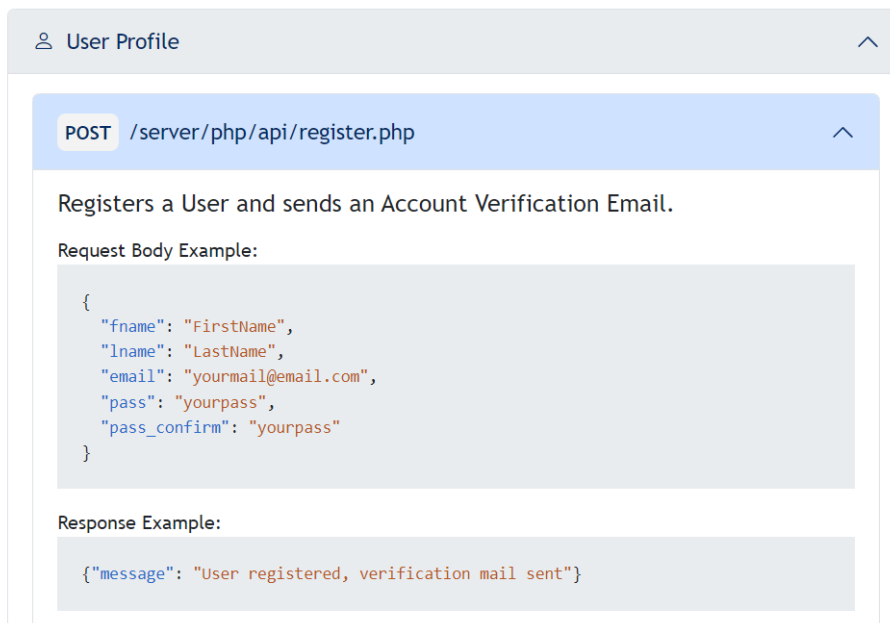 User Profile
POST /server/php/api/register.php
Registers a User and sends an Account Verification Email.
Request Body Example:
{
"fname": "FirstName",
"lname": "LastName",
"email": "yourmail@email.com",
"pass": "yourpass",
"pass_confirm": "yourpass"
}
Response Example:
{"message": "User registered, verification mail sent"}